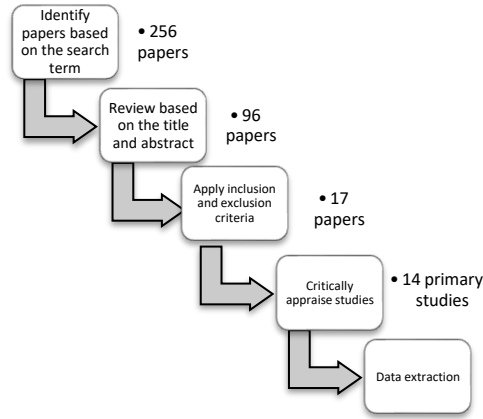 Identify
papers based
on the search
term
• 256
papers
Review based
on the title
and abstract
• 96
papers
Apply inclusion
and exclusion
criteria
• 17
papers
Critically
appraise studies
• 14 primary
studies
Data extraction